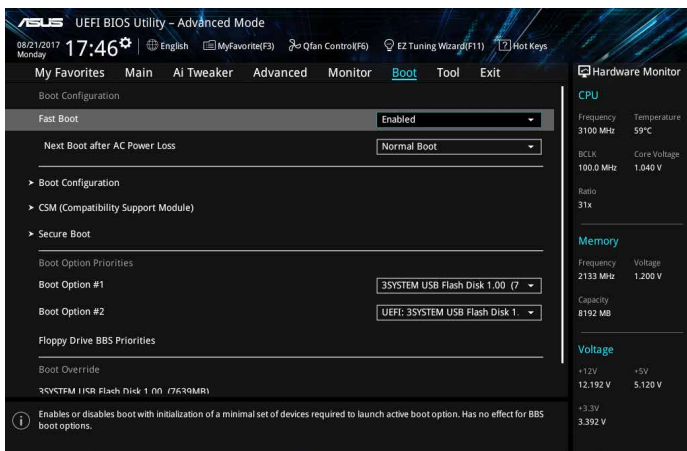 ASUS UEFI BIOS Utility – Advanced Mode
08/21/2017 Monday 17:46 English MyFavorite(F3) Qfan Control(F6) EZ Tuning Wizard(F11) Hot Keys
My Favorites Main Ai Tweaker Advanced Monitor Boot Tool Exit
Boot Configuration
Fast Boot Enabled
Next Boot after AC Power Loss Normal Boot
> Boot Configuration
> CSM (Compatibility Support Module)
> Secure Boot
Boot Option Priorities
Boot Option #1 3SYSTEM USB Flash Disk 1.00 (7
Boot Option #2 UEFI: 3SYSTEM USB Flash Disk 1.
Floppy Drive BBS Priorities
Boot Override
3SYSTEM USB Flash Disk 1.00 (7639MB)
Enables or disables boot with initialization of a minimal set of devices required to launch active boot option. Has no effect for BBS
boot options.
Hardware Monitor
CPU
Frequency Temperature
3100 MHz 59°C
BCLK Core Voltage
100.0 MHz 1.040 V
Ratio
31x
Memory
Frequency Voltage
2133 MHz 1.200 V
Capacity
8192 MB
Voltage
+12V +5V
12.192 V 5.120 V
+3.3V
3.392 V